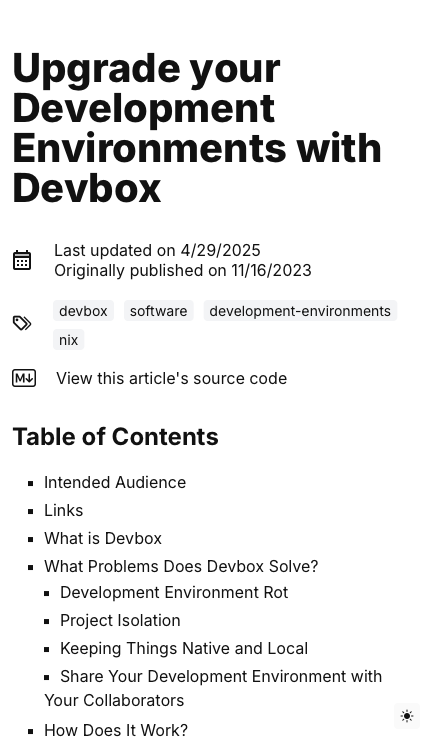 Upgrade your
Development
Environments with
Devbox
Last updated on 4/29/2025
Originally published on 11/16/2023
devbox software development-environments
nix
View this article's source code
Table of Contents
Intended Audience
Links
What is Devbox
What Problems Does Devbox Solve?
Development Environment Rot
Project Isolation
Keeping Things Native and Local
Share Your Development Environment with
Your Collaborators
How Does It Work?